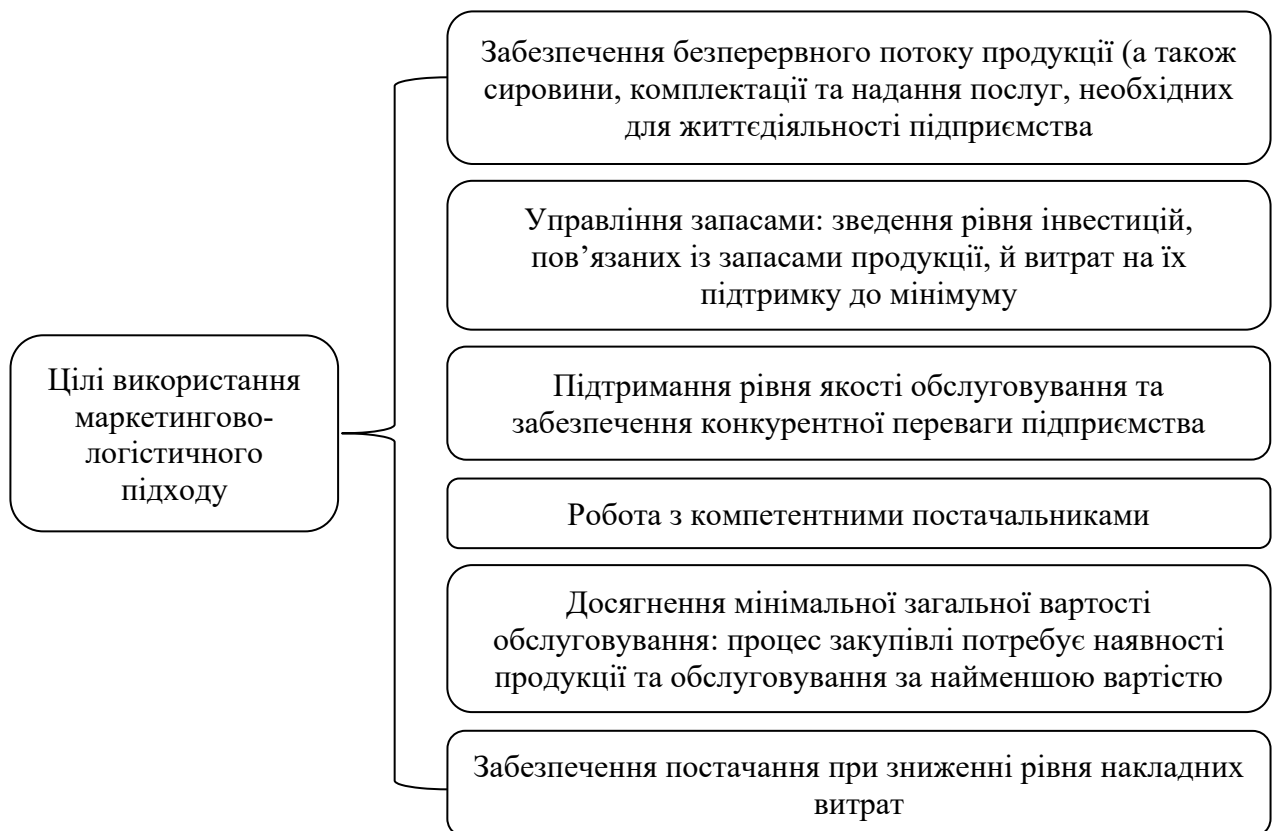 Забезпечення безперервного потоку продукції (а також
сировини, комплектації та надання послуг, необхідних
для життєдіяльності підприємства
Управління запасами: зведення рівня інвестицій,
пов’язаних із запасами продукції, й витрат на їх
підтримку до мінімуму
Цілі використання
маркетингово-
логістичного
підходу
Підтримання рівня якості обслуговування та
забезпечення конкурентної переваги підприємства
Робота з компетентними постачальниками
Досягнення мінімальної загальної вартості
обслуговування: процес закупівлі потребує наявності
продукції та обслуговування за найменшою вартістю
Забезпечення постачання при зниженні рівня накладних
витрат